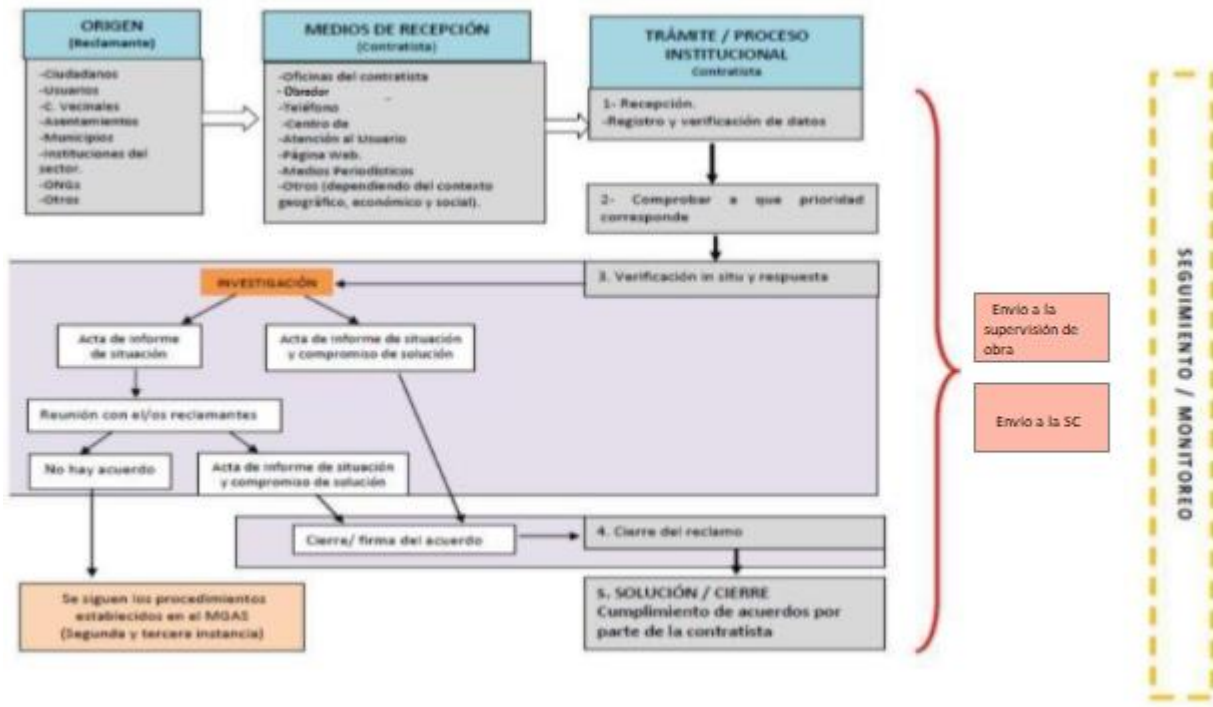 ORIGEN
(Reclamante)
-Ciudadanos
-Usuarios
-C. Vecinales
-Asentamientos
-Municipios
-Instituciones del
sector.
-ONGs
-Otros
MEDIOS DE RECEPCIÓN
(Contratista)
-Oficinas del contratista
- Obrador
-Teléfono
-Centro de
-Atención al Usuario
-Página Web.
-Medios Periodísticos
-Otros (dependiendo del contexto
geográfico, económico y social).
TRÁMITE / PROCESO
INSTITUCIONAL
Contratista
1- Recepción.
-Registro y verificación de datos
2- Comprobar a que prioridad
corresponde
3. Verificación in situ y respuesta
INVESTIGACIÓN
Acta de informe
de situación
Acta de informe de situación
y compromiso de solución
Reunión con el/os reclamantes
No hay acuerdo
Acta de informe de situación
y compromiso de solución
Cierre/ firma del acuerdo
4. Cierre del reclamo
Se siguen los procedimientos
establecidos en el MGAS
(Segunda y tercera instancia)
5. SOLUCIÓN / CIERRE
Cumplimiento de acuerdos por
parte de la contratista
Envio a la
supervisión de
obra
Envio a la SC
SEGUIMIENTO / MONITOREO